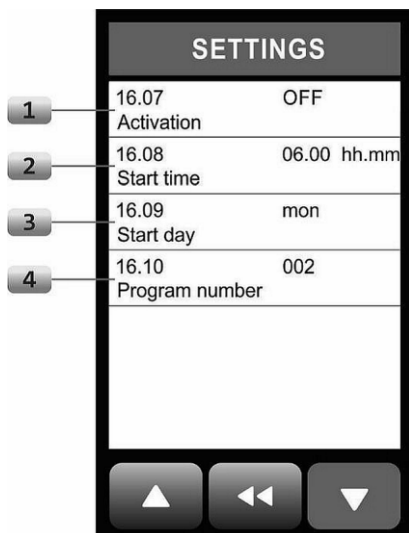 SETTINGS
1
16.07 OFF
Activation
2
16.08 06.00 hh.mm
Start time
3
16.09 mon
Start day
4
16.10 002
Program number